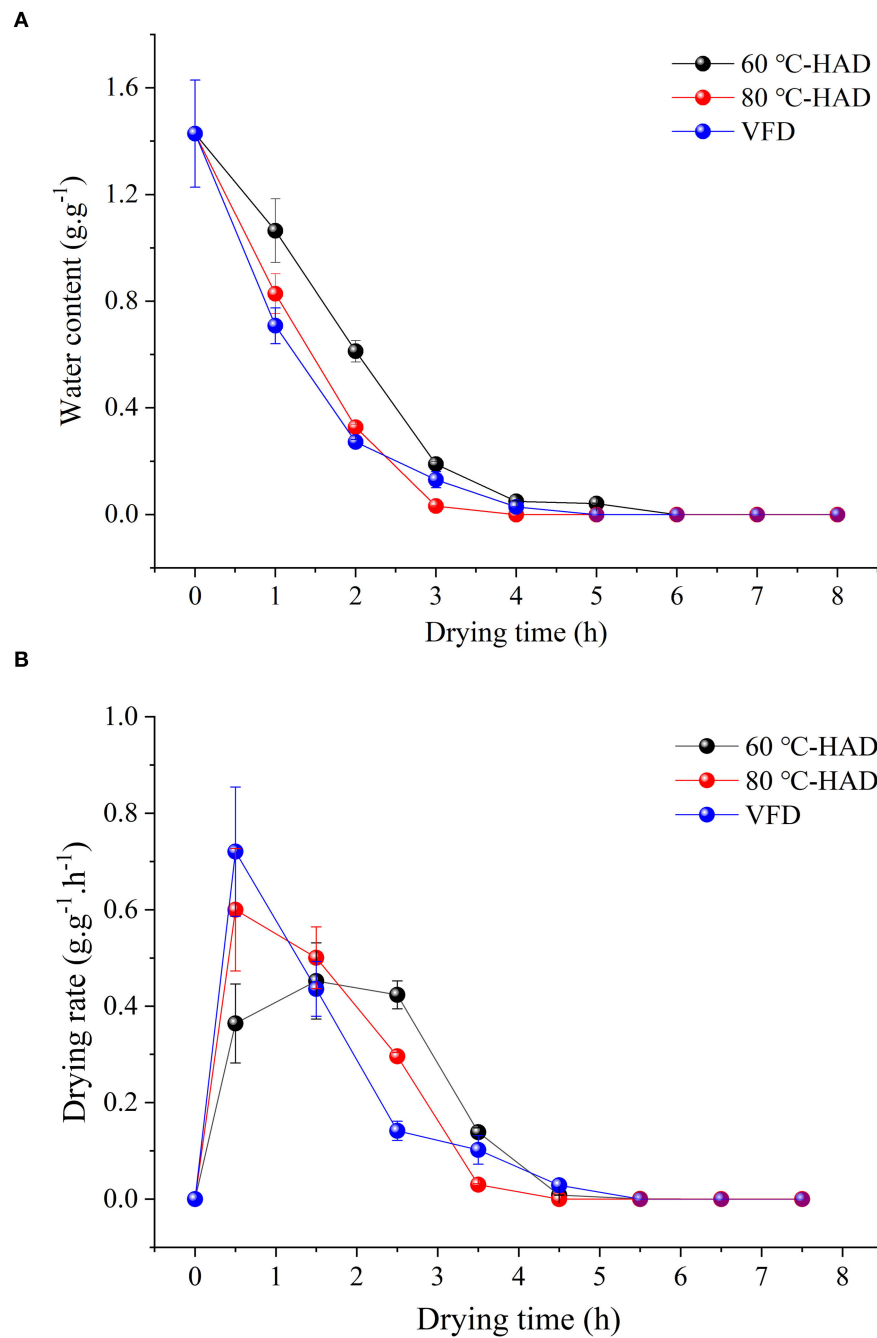 A
60 ℃-HAD
80 ℃-HAD
VFD
1.6
1.2
0.8
0.4
0.0
Water content (g.g⁻¹)
0 1 2 3 4 5 6 7 8
Drying time (h)
B
60 ℃-HAD
80 ℃-HAD
VFD
1.0
0.8
0.6
0.4
0.2
0.0
Drying rate (g.g⁻¹.h⁻¹)
0 1 2 3 4 5 6 7 8
Drying time (h)